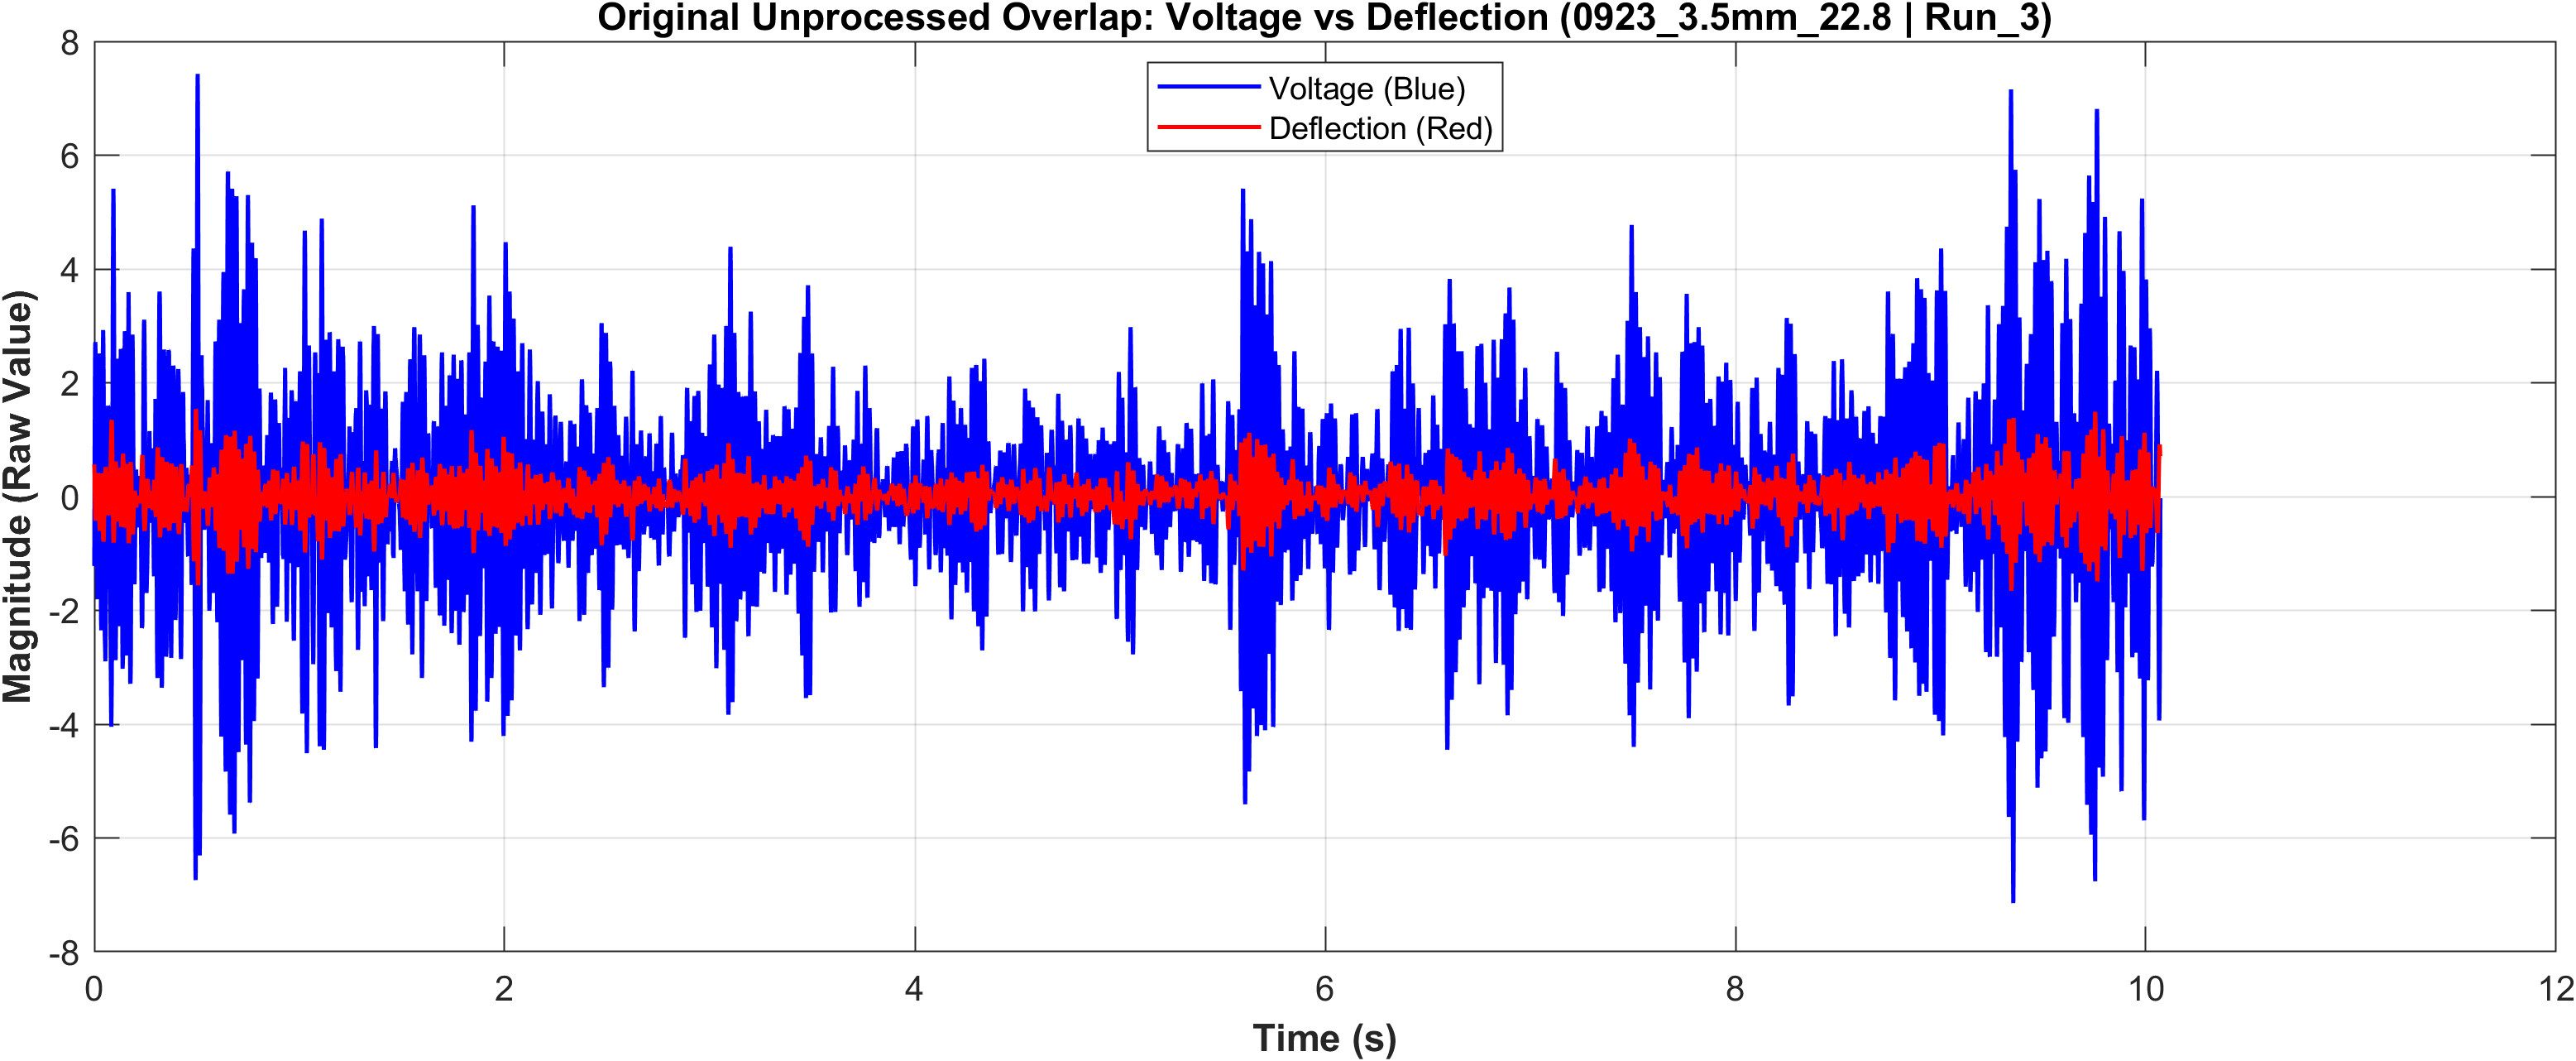 Original Unprocessed Overlap: Voltage vs Deflection (0923_3.5mm_22.8 | Run_3)
Voltage (Blue)
Deflection (Red)
Magnitude (Raw Value)
8
6
4
2
0
-2
-4
-6
-8
0 2 4 6 8 10 12
Time (s)